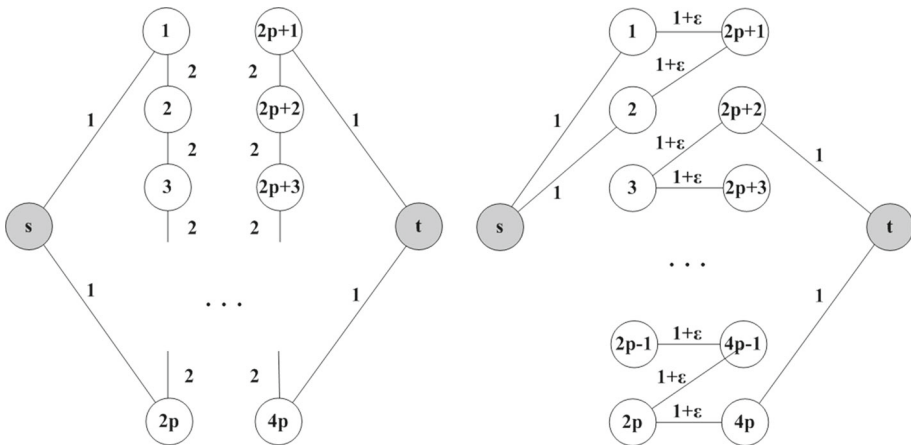 1 2p+1 1 1+ε 2p+1
2 2 1+ε
1 2 2p+2 1 2 2p+2
1 1+ε
2 2 1 1
3 2p+3 3 1+ε 2p+3
s 2 2 t s t
. . .
1 . . . 1 1
2p-1 1+ε 4p-1
2 2 1+ε
2p 4p 2p 1+ε 4p